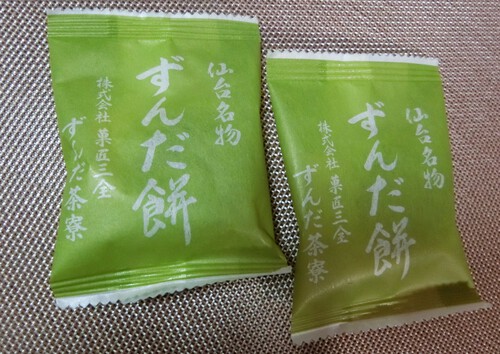 仙台名物
ずんだ餅
株式会社 菓匠三全
ずんだ茶寮
仙台名物
ずんだ餅
株式会社 菓匠三全
ずんだ茶寮